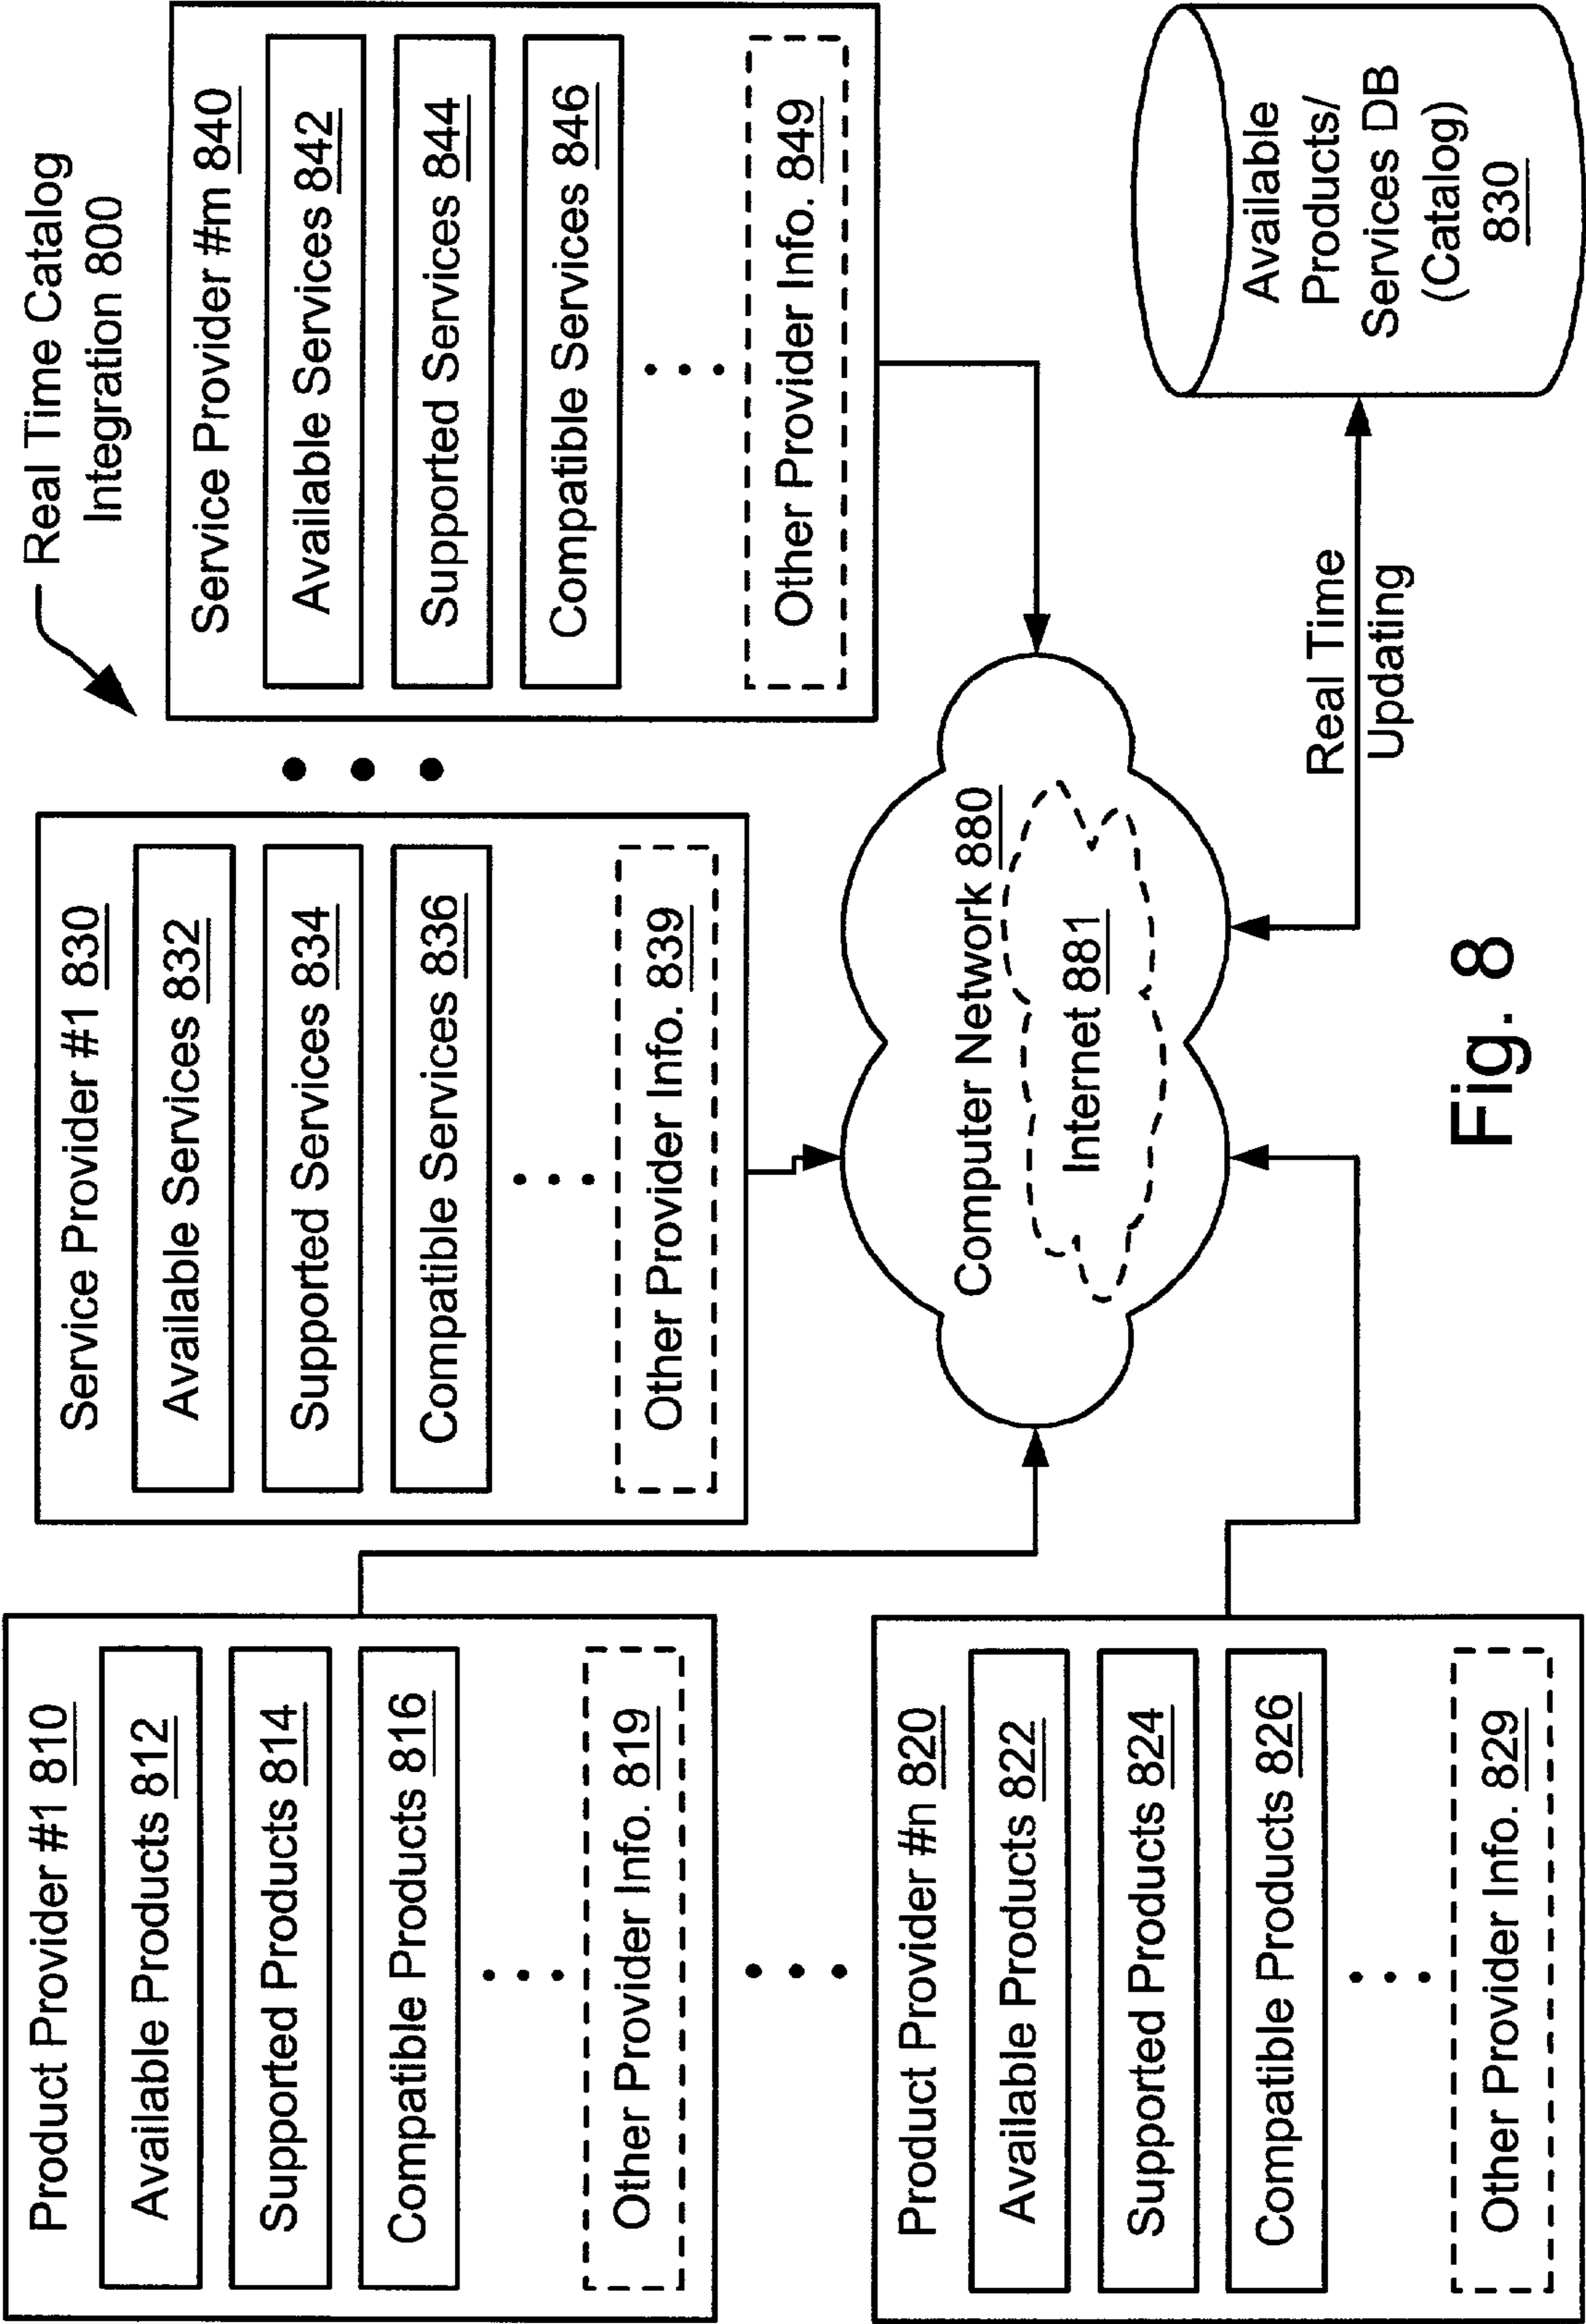 Real Time Catalog
Integration 800
Product Provider #1 810
Available Products 812
Supported Products 814
Compatible Products 816
Other Provider Info. 819
Product Provider #n 820
Available Products 822
Supported Products 824
Compatible Products 826
Other Provider Info. 829
Service Provider #1 830
Available Services 832
Supported Services 834
Compatible Services 836
Other Provider Info. 839
Service Provider #m 840
Available Services 842
Supported Services 844
Compatible Services 846
Other Provider Info. 849
Computer Network 880
Internet 881
Real Time
Updating
Available
Products/
Services DB
(Catalog)
830
Fig. 8